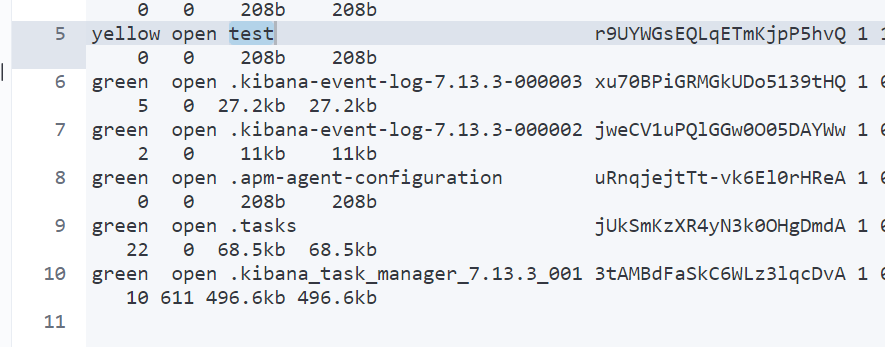 0 0 208b 208b
5 yellow open test r9UYWGsEQLqETmKjpP5hvQ 1 1
0 0 208b 208b
6 green open .kibana-event-log-7.13.3-000003 xu70BPiGRMGkUDo5139tHQ 1 0
5 0 27.2kb 27.2kb
7 green open .kibana-event-log-7.13.3-000002 jweCV1uPQlGGw0O05DAYWw 1 0
2 0 11kb 11kb
8 green open .apm-agent-configuration uRnqjejtTt-vk6El0rHReA 1 0
0 0 208b 208b
9 green open .tasks jUkSmKzXR4yN3k0OHgDmdA 1 0
22 0 68.5kb 68.5kb
10 green open .kibana_task_manager_7.13.3_001 3tAMBdFaSkC6WLz3lqcDvA 1 0
10 611 496.6kb 496.6kb
11